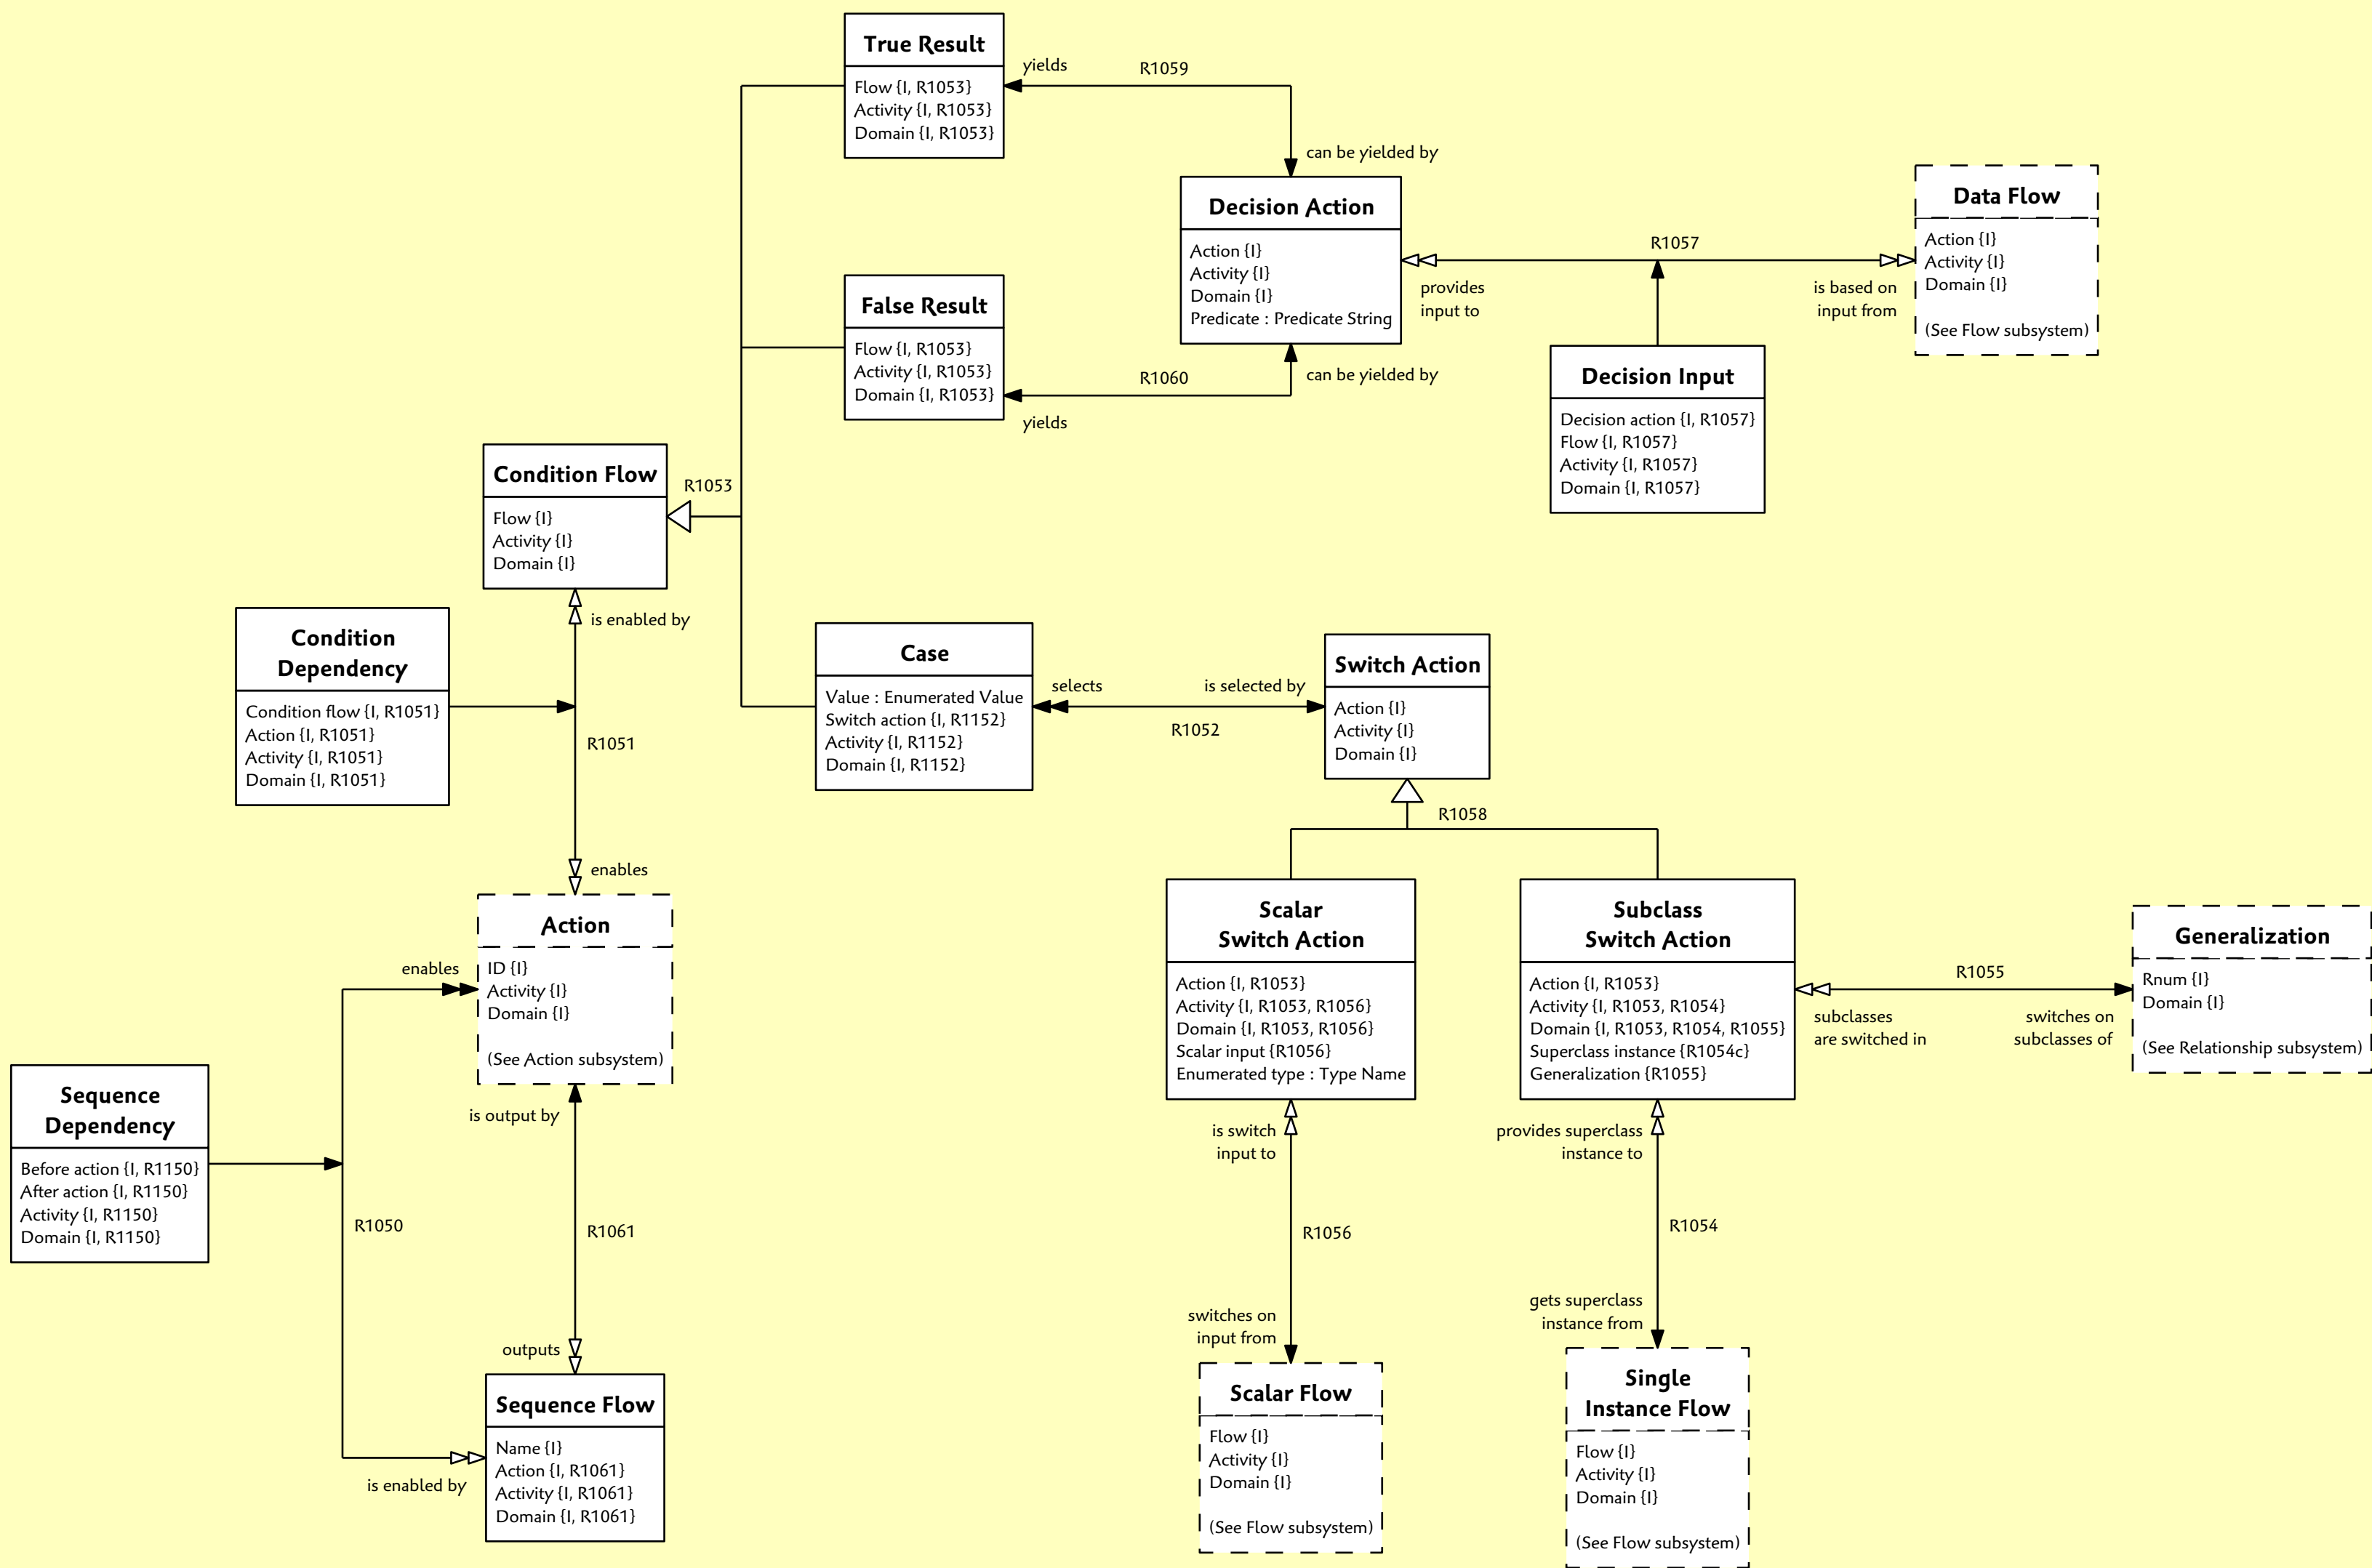 True Result
Flow {I, R1053}
Activity {I, R1053}
Domain {I, R1053}
yields
R1059
can be yielded by
Decision Action
Action {I}
Activity {I}
Domain {I}
Predicate : Predicate String
Data Flow
Action {I}
Activity {I}
Domain {I}
(See Flow subsystem)
R1057
provides
input to
is based on
input from
False Result
Flow {I, R1053}
Activity {I, R1053}
Domain {I, R1053}
R1060
can be yielded by
yields
Decision Input
Decision action {I, R1057}
Flow {I, R1057}
Activity {I, R1057}
Domain {I, R1057}
Condition Flow
Flow {I}
Activity {I}
Domain {I}
R1053
is enabled by
Condition
Dependency
Condition flow {I, R1051}
Action {I, R1051}
Activity {I, R1051}
Domain {I, R1051}
R1051
enables
Case
Value : Enumerated Value
Switch action {I, R1152}
Activity {I, R1152}
Domain {I, R1152}
selects
is selected by
R1052
Switch Action
Action {I}
Activity {I}
Domain {I}
R1058
Action
ID {I}
Activity {I}
Domain {I}
(See Action subsystem)
enables
is output by
Scalar
Switch Action
Action {I, R1053}
Activity {I, R1053, R1056}
Domain {I, R1053, R1056}
Scalar input {R1056}
Enumerated type : Type Name
Subclass
Switch Action
Action {I, R1053}
Activity {I, R1053, R1054}
Domain {I, R1053, R1054, R1055}
Superclass instance {R1054c}
Generalization {R1055}
R1055
subclasses
are switched in
switches on
subclasses of
Generalization
Rnum {I}
Domain {I}
(See Relationship subsystem)
Sequence
Dependency
Before action {I, R1150}
After action {I, R1150}
Activity {I, R1150}
Domain {I, R1150}
R1050
R1061
outputs
is enabled by
Sequence Flow
Name {I}
Action {I, R1061}
Activity {I, R1061}
Domain {I, R1061}
is switch
input to
R1056
switches on
input from
Scalar Flow
Flow {I}
Activity {I}
Domain {I}
(See Flow subsystem)
provides superclass
instance to
R1054
gets superclass
instance from
Single
Instance Flow
Flow {I}
Activity {I}
Domain {I}
(See Flow subsystem)